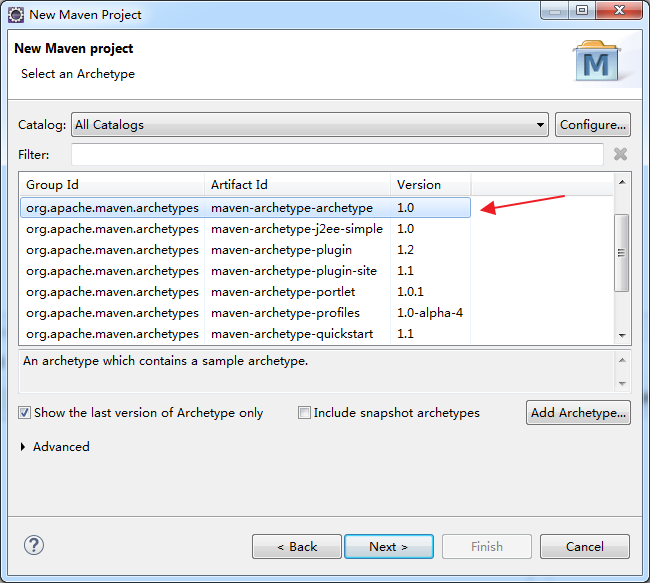 New Maven Project
New Maven project
Select an Archetype
M
Catalog: All Catalogs Configure...
Filter:
Group Id Artifact Id Version
org.apache.maven.archetypes maven-archetype-archetype 1.0
org.apache.maven.archetypes maven-archetype-j2ee-simple 1.0
org.apache.maven.archetypes maven-archetype-plugin 1.2
org.apache.maven.archetypes maven-archetype-plugin-site 1.1
org.apache.maven.archetypes maven-archetype-portlet 1.0.1
org.apache.maven.archetypes maven-archetype-profiles 1.0-alpha-4
org.apache.maven.archetypes maven-archetype-quickstart 1.1
An archetype which contains a sample archetype.
Show the last version of Archetype only Include snapshot archetypes Add Archetype...
Advanced
? < Back Next > Finish Cancel